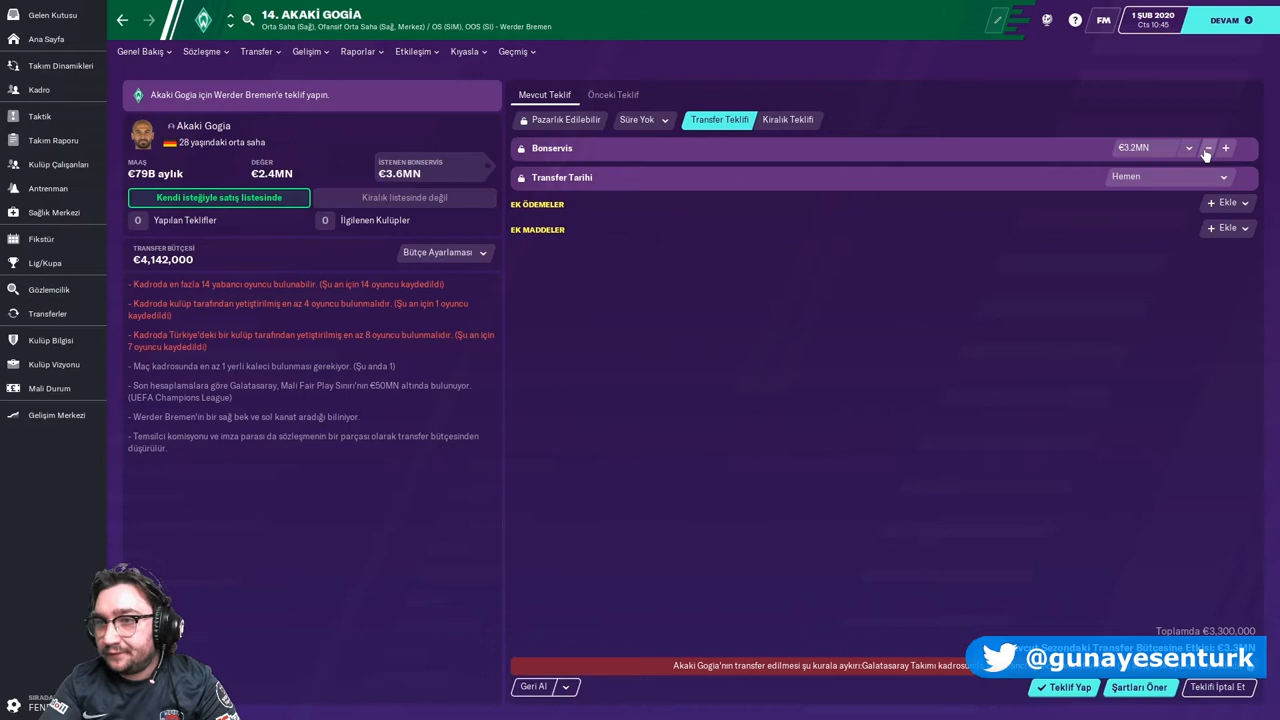 Gelen Kutusu
Ana Sayfa
Takım Dinamikleri
Kadro
Taktik
Takım Raporu
Kulüp Çalışanları
Antrenman
Sağlık Merkezi
Fikstür
Lig/Kupa
Gözlemcilik
Transferler
Kulüp Bilgisi
Kulüp Vizyonu
Mali Durum
Gelişim Merkezi
SIRADA
FEN
14. AKAKİ GOGİA
Orta Saha (Sağ), Ofansif Orta Saha (Sağ, Merkez) / OS (SIM), OOS (SI) - Werder Bremen
FM
1 ŞUB 2020
Cts 10:45
DEVAM
Genel Bakış
Sözleşme
Transfer
Gelişim
Raporlar
Etkileşim
Kıyasla
Geçmiş
Akaki Gogia için Werder Bremen'e teklif yapın.
Akaki Gogia
28 yaşındaki orta saha
MAAŞ
€79B aylık
DEĞER
€2.4MN
İSTENEN BONSERVİS
€3.6MN
Kendi isteğiyle satış listesinde
Kiralık listesinde değil
0 Yapılan Teklifler
0 İlgilenen Kulüpler
TRANSFER BÜTÇESİ
€4,142,000
Bütçe Ayarlaması
- Kadroda en fazla 14 yabancı oyuncu bulunabilir. (Şu an için 14 oyuncu kaydedildi)
- Kadroda kulüp tarafından yetiştirilmiş en az 4 oyuncu bulunmalıdır. (Şu an için 1 oyuncu
kaydedildi)
- Kadroda Türkiye'deki bir kulüp tarafından yetiştirilmiş en az 8 oyuncu bulunmalıdır. (Şu an için
7 oyuncu kaydedildi)
- Maç kadrosunda en az 1 yerli kaleci bulunması gerekiyor. (Şu anda 1)
- Son hesaplamalara göre Galatasaray, Mali Fair Play Sınırı'nın €50MN altında bulunuyor.
(UEFA Champions League)
- Werder Bremen'in bir sağ bek ve sol kanat aradığı biliniyor.
- Temsilci komisyonu ve imza parası da sözleşmenin bir parçası olarak transfer bütçesinden
düşürülür.
Mevcut Teklif
Önceki Teklif
Pazarlık Edilebilir
Süre Yok
Transfer Teklifi
Kiralık Teklifi
Bonservis
€3.2MN
Transfer Tarihi
Hemen
EK ÖDEMELER
+ Ekle
EK MADDELER
+ Ekle
Toplamda €3,300,000
Sezondaki Transfer Bütçesine Etkisi: €3.3MN
Akaki Gogia'nın transfer edilmesi şu kurala aykırı:Galatasaray Takımı
@gunayesenturk
Geri Al
Teklif Yap
Şartları Öner
Teklifi İptal Et